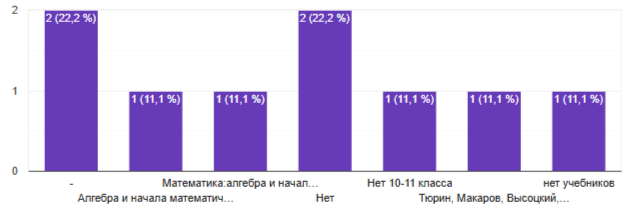 2
2 (22,2 %)
2 (22,2 %)
1
1 (11,1 %)
1 (11,1 %)
1 (11,1 %)
1 (11,1 %)
1 (11,1 %)
0
-
Математика:алгебра и начал…
Нет 10-11 класса
нет учебников
Алгебра и начала математич…
Нет
Тюрин, Макаров, Высоцкий,…